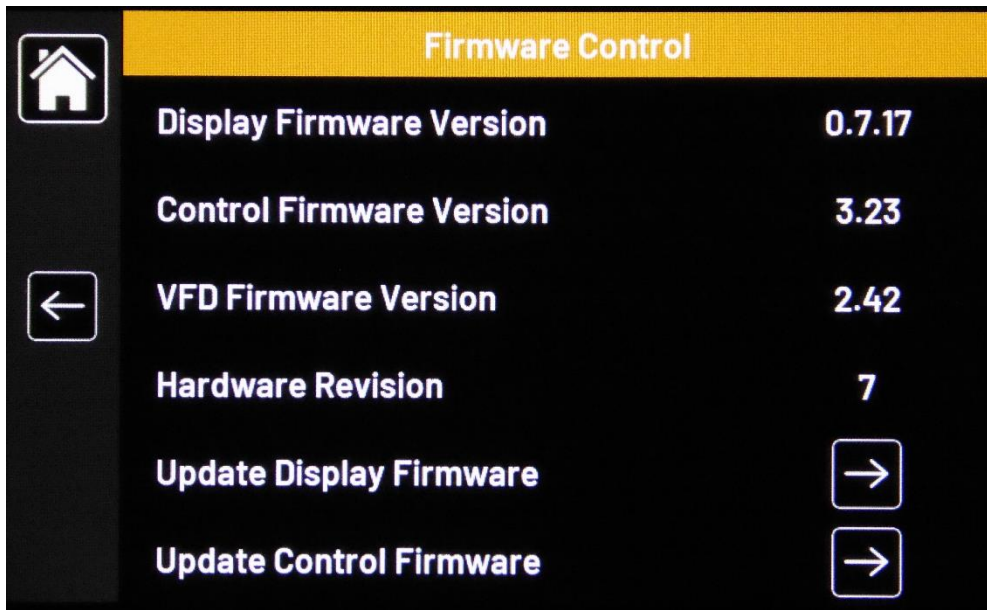 Firmware Control
Display Firmware Version 0.7.17
Control Firmware Version 3.23
VFD Firmware Version 2.42
Hardware Revision 7
Update Display Firmware
Update Control Firmware